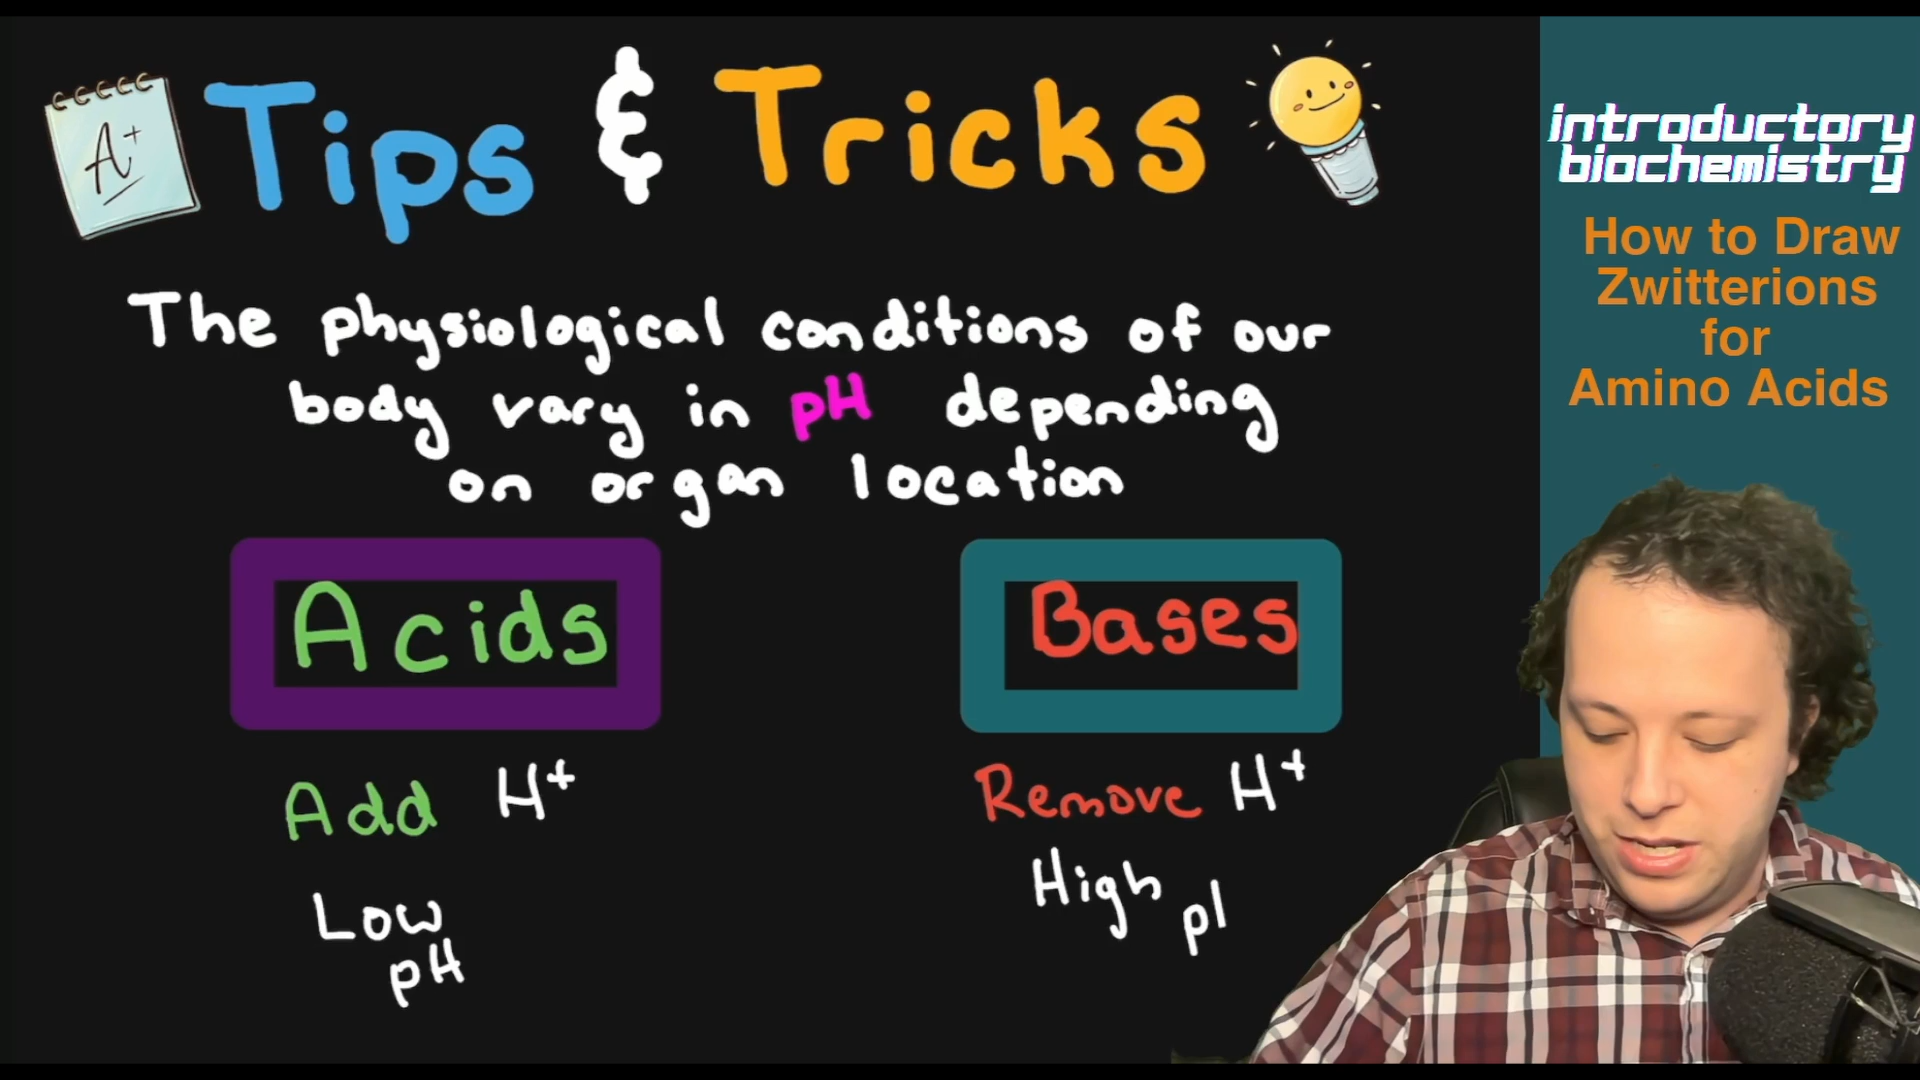 A+
Tips & Tricks
The physiological conditions of our
body vary in pH depending
on organ location
Acids
Add H+
Low
pH
Bases
Remove H+
High pl
introductory
biochemistry
How to Draw
Zwitterions
for
Amino Acids